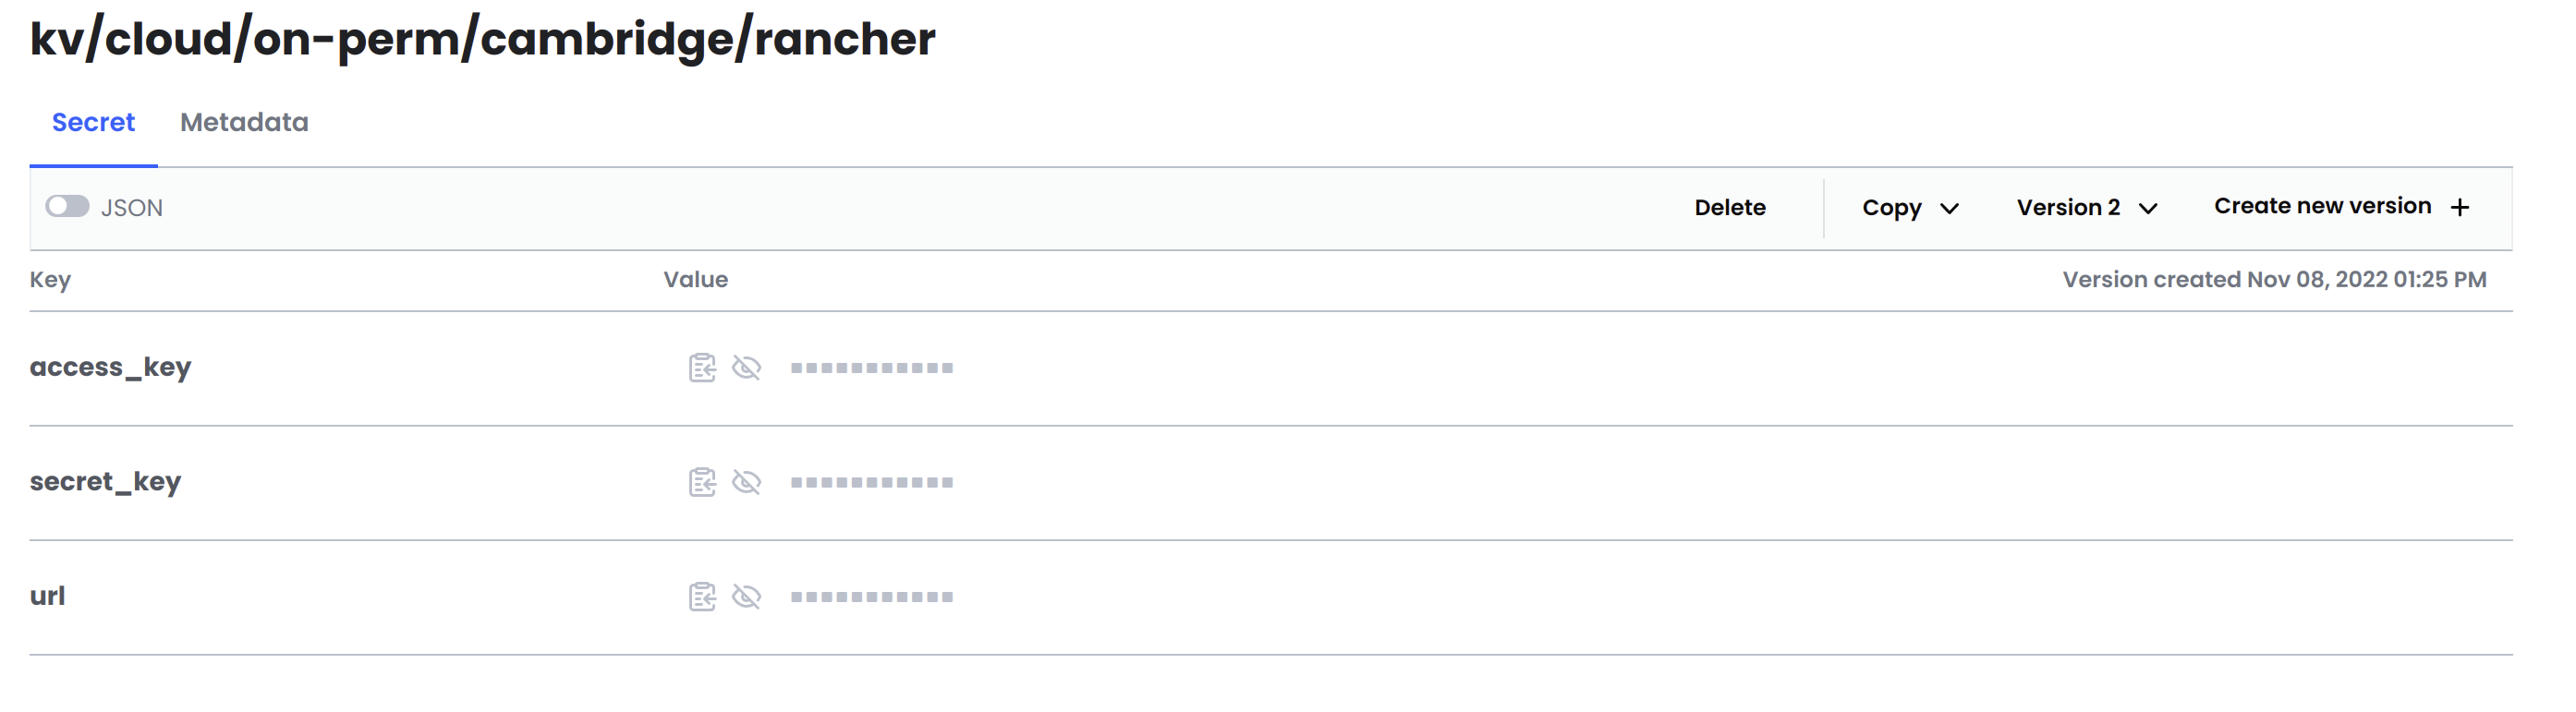 kv/cloud/on-perm/cambridge/rancher
Secret Metadata
JSON Delete Copy Version 2 Create new version +
Key Value Version created Nov 08, 2022 01:25 PM
access_key
secret_key
url